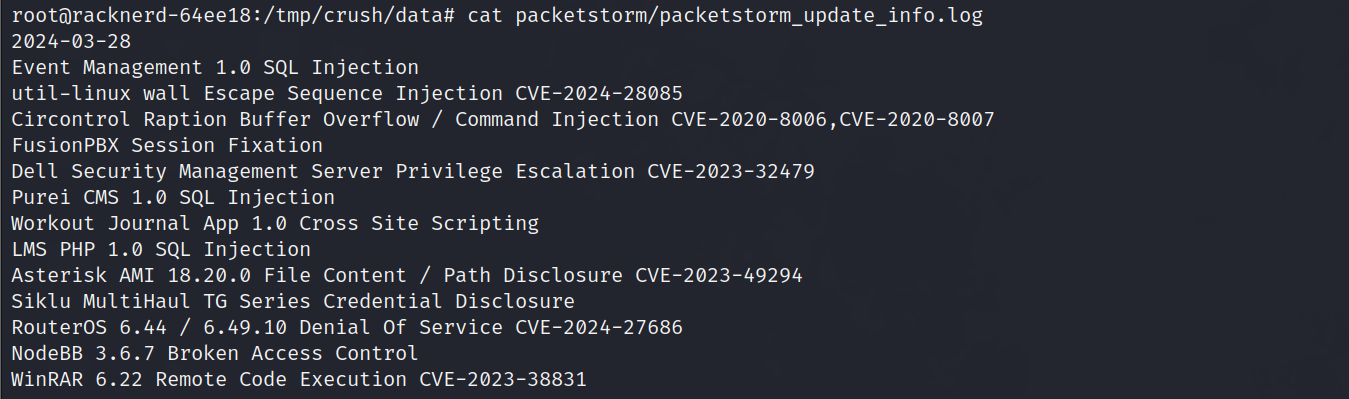 root@racknerd-64ee18:/tmp/crush/data# cat packetstorm/packetstorm_update_info.log
2024-03-28
Event Management 1.0 SQL Injection
util-linux wall Escape Sequence Injection CVE-2024-28085
Circontrol Raption Buffer Overflow / Command Injection CVE-2020-8006,CVE-2020-8007
FusionPBX Session Fixation
Dell Security Management Server Privilege Escalation CVE-2023-32479
Purei CMS 1.0 SQL Injection
Workout Journal App 1.0 Cross Site Scripting
LMS PHP 1.0 SQL Injection
Asterisk AMI 18.20.0 File Content / Path Disclosure CVE-2023-49294
Siklu MultiHaul TG Series Credential Disclosure
RouterOS 6.44 / 6.49.10 Denial Of Service CVE-2024-27686
NodeBB 3.6.7 Broken Access Control
WinRAR 6.22 Remote Code Execution CVE-2023-38831